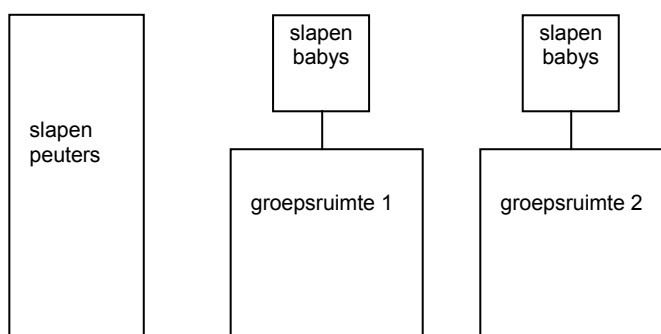 slapen
babys
slapen
babys
slapen
peuters
groepsruimte 1
groepsruimte 2